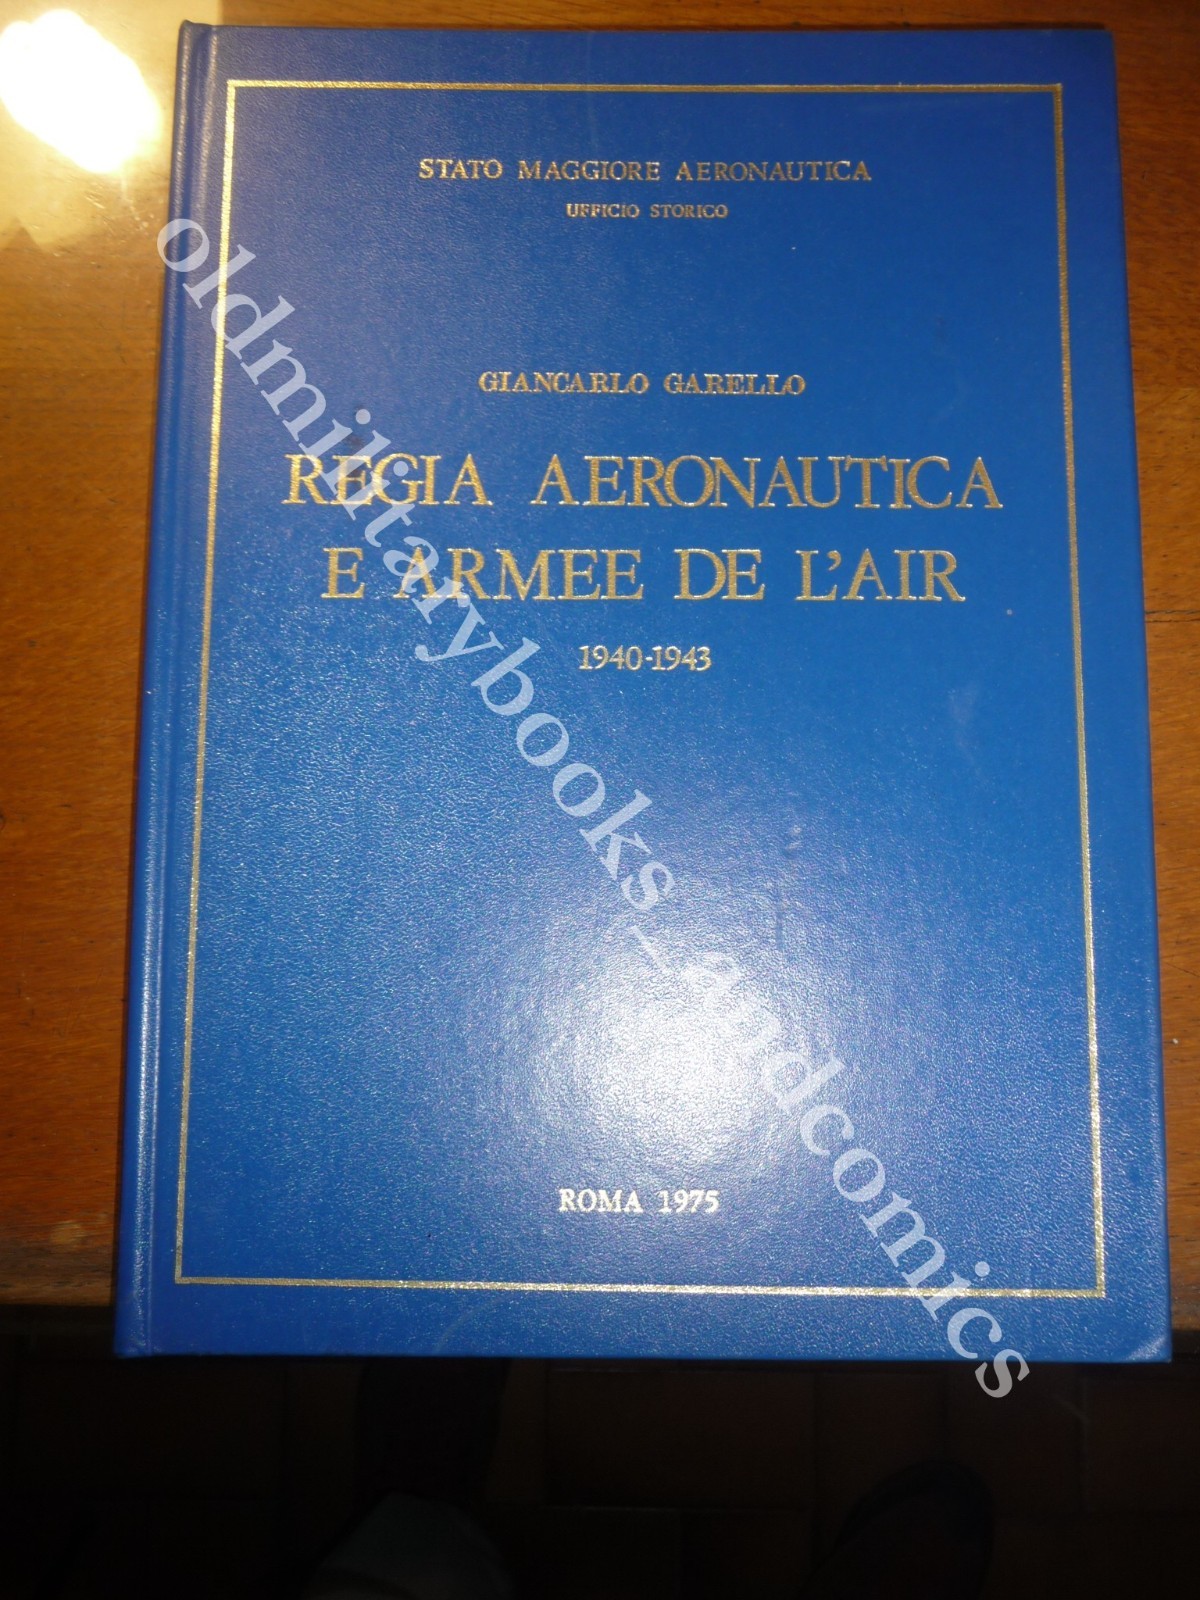 STATO MAGGIORE AERONAUTICA
UFFICIO STORICO
GIANCARLO GARELLO
REGIA AERONAUTICA
E ARMEE DE L'AIR
1940-1943
ROMA 1975
oldmilitarybooks_andcomics